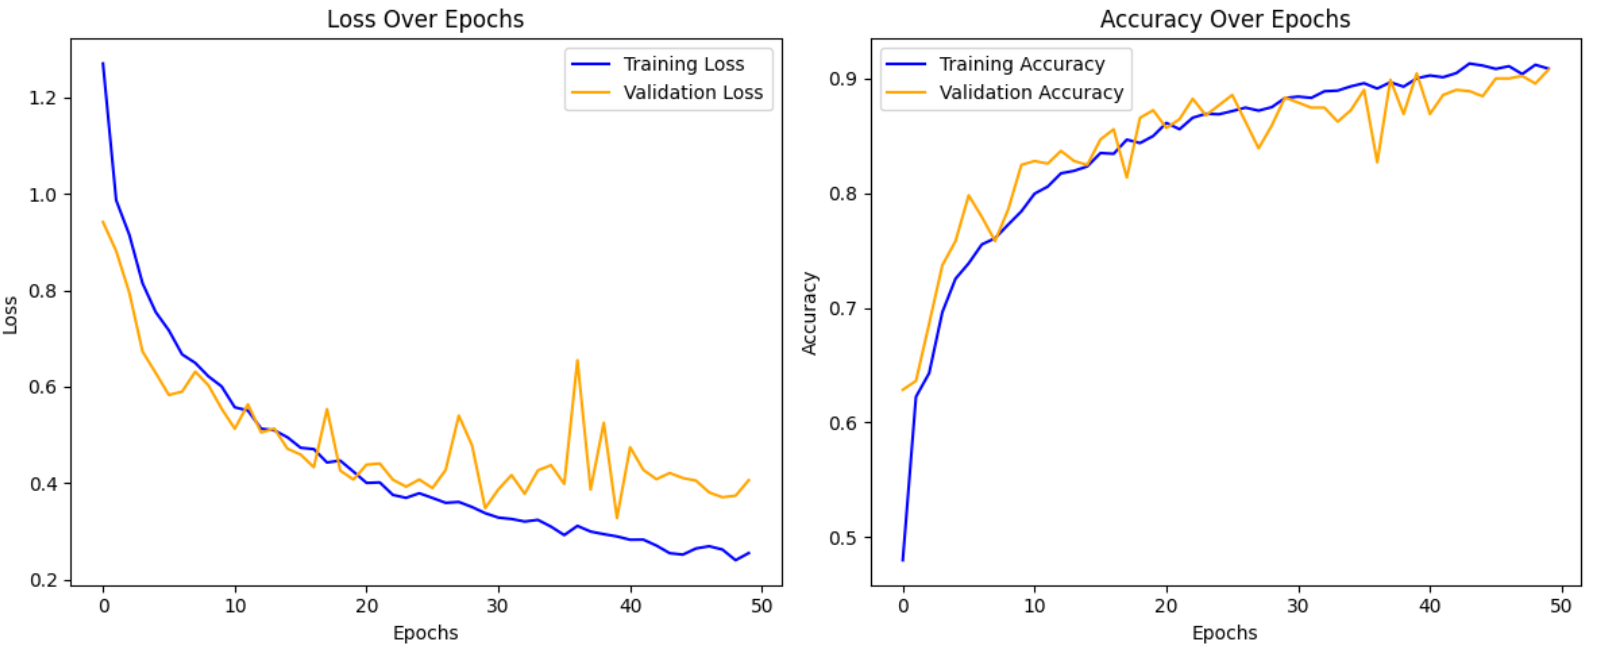 Loss Over Epochs
Training Loss
Validation Loss
1.2
1.0
0.8
0.6
0.4
0.2
Loss
0 10 20 30 40 50
Epochs
Accuracy Over Epochs
Training Accuracy
Validation Accuracy
0.9
0.8
0.7
0.6
0.5
Accuracy
0 10 20 30 40 50
Epochs